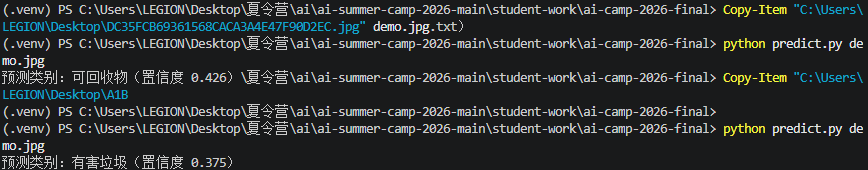 (.venv) PS C:\Users\LEGION\Desktop\夏令营\ai\ai-summer-camp-2026-main\student-work\ai-camp-2026-final> Copy-Item "C:\Users\
LEGION\Desktop\DC35FCB69361568CACA3A4E47F90D2EC.jpg" demo.jpg.txt)
(.venv) PS C:\Users\LEGION\Desktop\夏令营\ai\ai-summer-camp-2026-main\student-work\ai-camp-2026-final> python predict.py de
mo.jpg
预测类别：可回收物（置信度 0.426）\夏令营\ai\ai-summer-camp-2026-main\student-work\ai-camp-2026-final> Copy-Item "C:\Users\
LEGION\Desktop\A1B
(.venv) PS C:\Users\LEGION\Desktop\夏令营\ai\ai-summer-camp-2026-main\student-work\ai-camp-2026-final>
(.venv) PS C:\Users\LEGION\Desktop\夏令营\ai\ai-summer-camp-2026-main\student-work\ai-camp-2026-final> python predict.py de
mo.jpg
预测类别：有害垃圾（置信度 0.375）